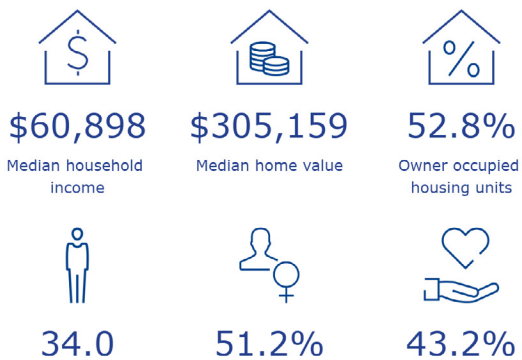 $60,898 $305,159 52.8%
Median household Median home value Owner occupied
income housing units
34.0 51.2% 43.2%